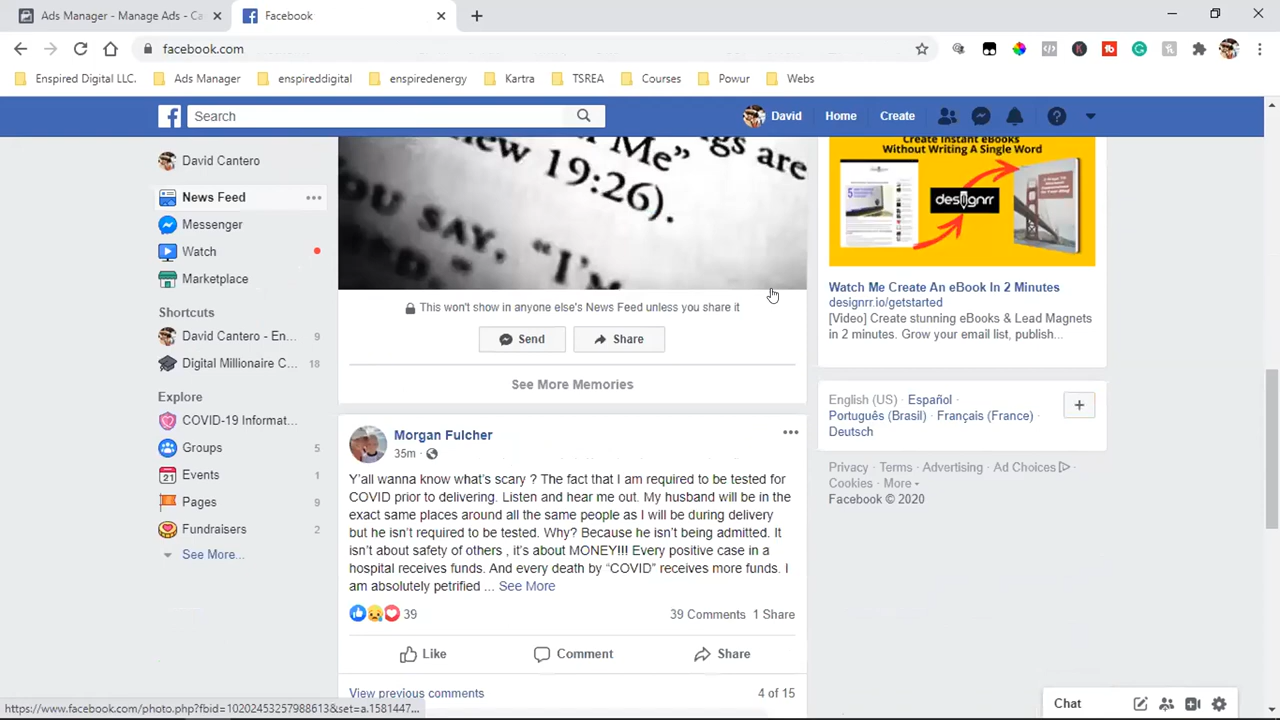 Ads Manager - Manage Ads - Ca
Facebook
facebook.com
Enspired Digital LLC.
Ads Manager
enspireddigital
enspiredenergy
Kartra
TSREA
Courses
Powur
Webs
Search
David
Home
Create
David Cantero
News Feed
Messenger
Watch
Marketplace
Shortcuts
David Cantero - En... 9
Digital Millionaire C... 18
Explore
COVID-19 Informat...
Groups 5
Events 1
Pages 9
Fundraisers 2
See More...
Me” ngs are
new 19:26).
OU SAY, “I’m
This won't show in anyone else's News Feed unless you share it
Send
Share
See More Memories
Morgan Fulcher
35m
Y’all wanna know what’s scary ? The fact that I am required to be tested for
COVID prior to delivering. Listen and hear me out. My husband will be in the
exact same places around all the same people as I will be during delivery
but he isn’t required to be tested. Why? Because he isn’t being admitted. It
isn’t about safety of others , it’s about MONEY!!! Every positive case in a
hospital receives funds. And every death by “COVID” receives more funds. I
am absolutely petrified ... See More
39
39 Comments 1 Share
Like
Comment
Share
View previous comments
4 of 15
Create Instant eBooks
Without Writing A Single Word
designrr
Watch Me Create An eBook In 2 Minutes
designrr.io/getstarted
[Video] Create stunning eBooks & Lead Magnets
in 2 minutes. Grow your email list, publish...
English (US) · Español ·
Português (Brasil) · Français (France) ·
Deutsch
Privacy · Terms · Advertising · Ad Choices
Cookies · More
Facebook © 2020
Chat
https://www.facebook.com/photo.php?fbid=10202453257988613&set=a.1581447...